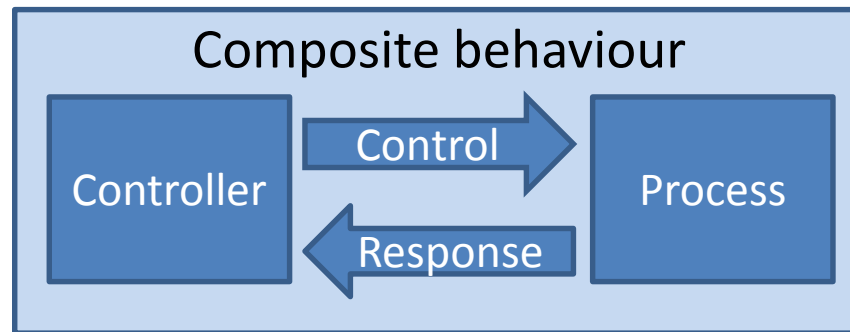 Composite behaviour
Controller
Control
Process
Response